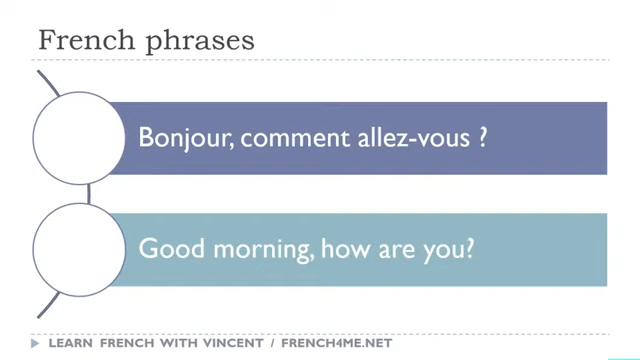 French phrases
Bonjour, comment allez-vous ?
Good morning, how are you?
LEARN FRENCH WITH VINCENT / FRENCH4ME.NET